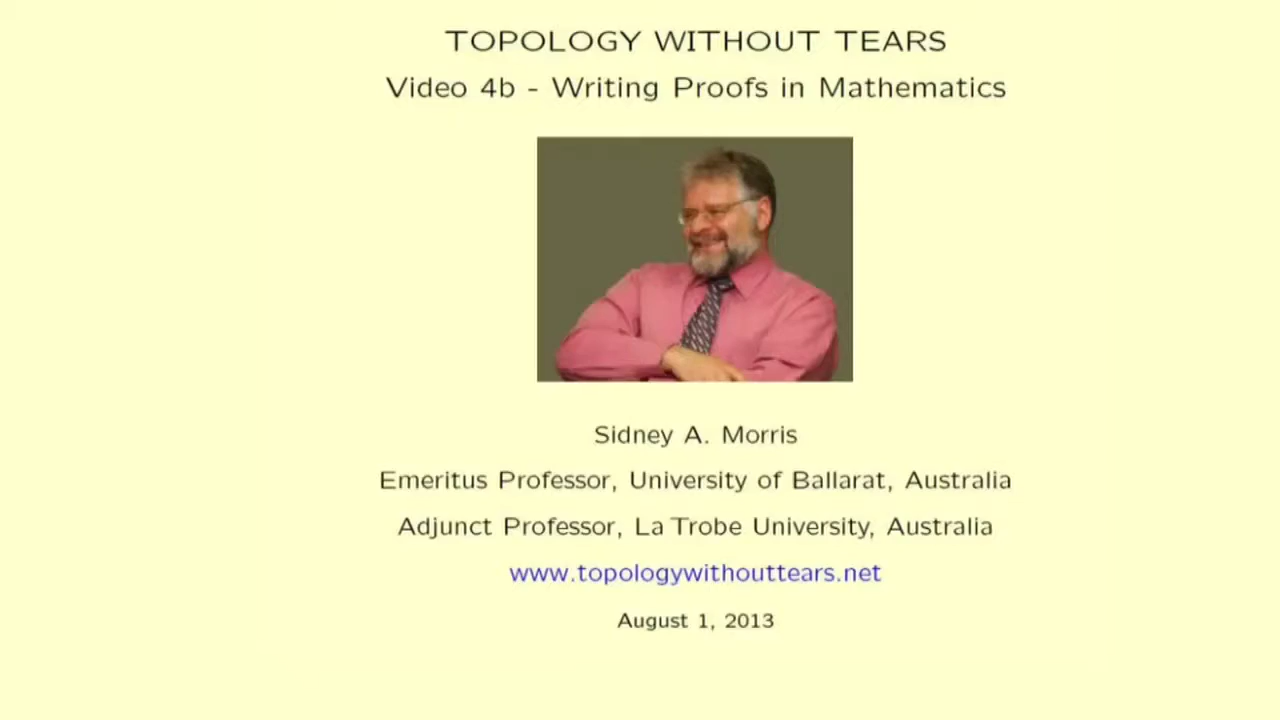 TOPOLOGY WITHOUT TEARS
Video 4b - Writing Proofs in Mathematics
Sidney A. Morris
Emeritus Professor, University of Ballarat, Australia
Adjunct Professor, La Trobe University, Australia
www.topologywithouttears.net
August 1, 2013